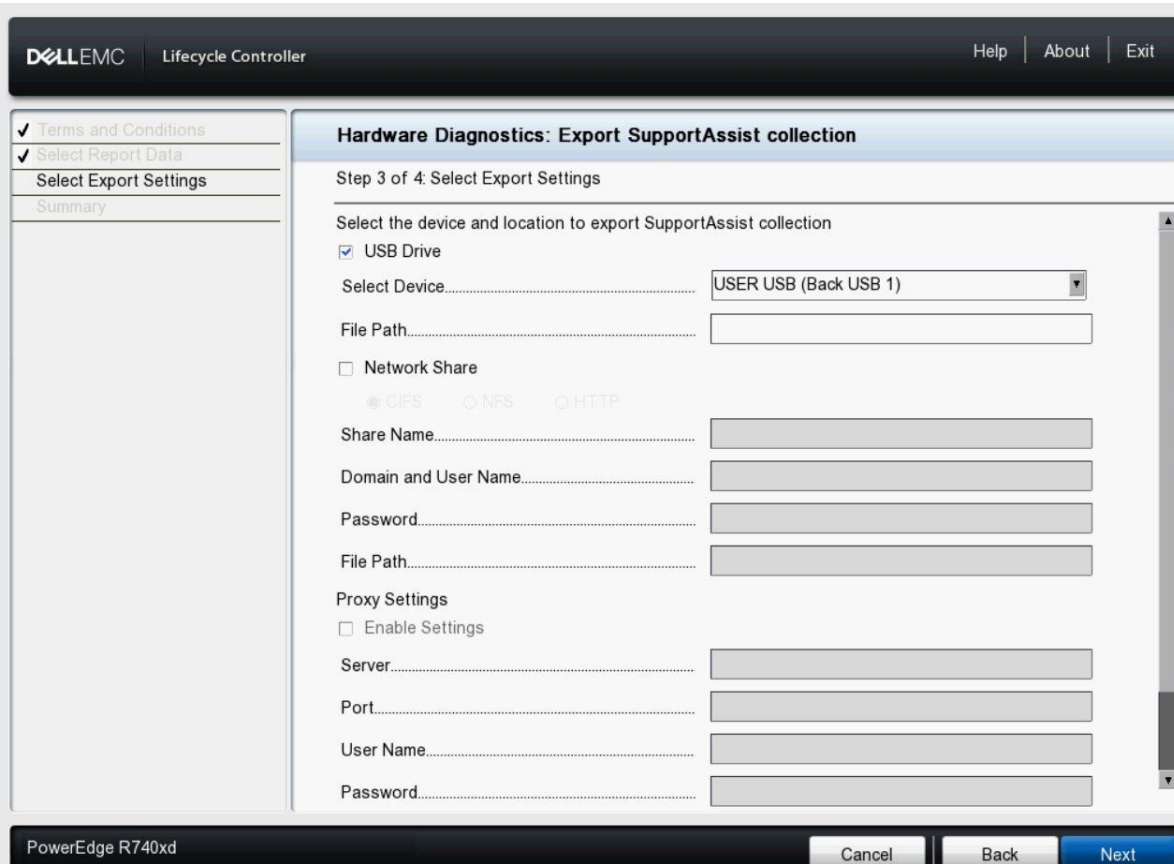 DELLEMC Lifecycle Controller Help About Exit
Terms and Conditions
Select Report Data
Select Export Settings
Summary
Hardware Diagnostics: Export SupportAssist collection
Step 3 of 4: Select Export Settings
Select the device and location to export SupportAssist collection
USB Drive
Select Device USER USB (Back USB 1)
File Path
Network Share
CIFS NFS HTTP
Share Name
Domain and User Name
Password
File Path
Proxy Settings
Enable Settings
Server
Port
User Name
Password
PowerEdge R740xd Cancel Back Next